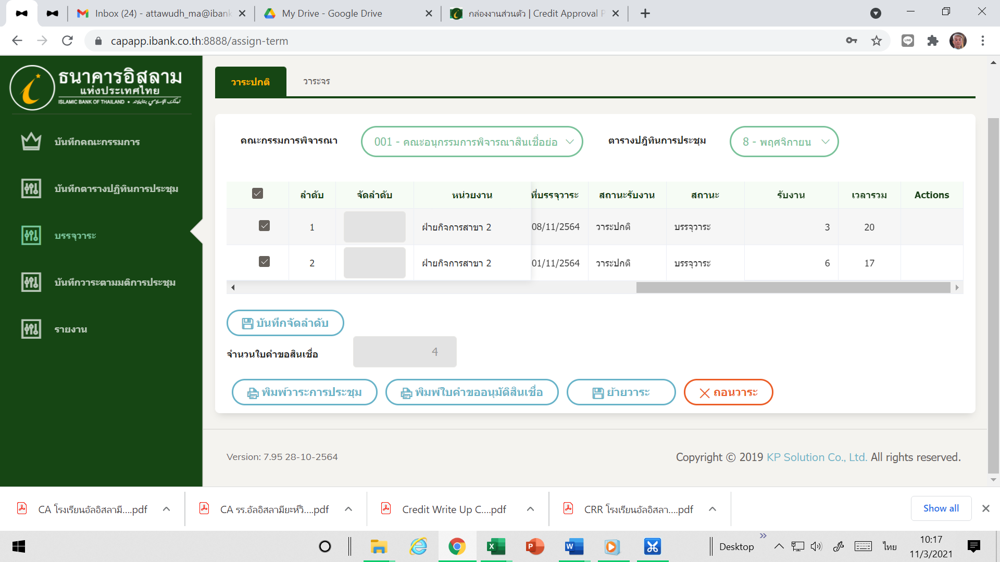 Inbox (24) - attawudh_ma@ibank
My Drive - Google Drive
กล่องงานส่วนตัว | Credit Approval P
capapp.ibank.co.th:8888/assign-term
ธนาคารอิสลาม
แห่งประเทศไทย
ISLAMIC BANK OF THAILAND
บันทึกคณะกรรมการ
บันทึกตารางปฏิทินการประชุม
บรรจุวาระ
บันทึกวาระตามมติการประชุม
รายงาน
วาระปกติ
วาระจร
คณะกรรมการพิจารณา
001 - คณะอนุกรรมการพิจารณาสินเชื่อย่อ
ตารางปฎิทินการประชุม
8 - พฤศจิกายน
ลำดับ จัดลำดับ หน่วยงาน ที่บรรจุวาระ สถานะรับงาน สถานะ รับงาน เวลารวม Actions
1 ฝ่ายกิจการสาขา 2 08/11/2564 วาระปกติ บรรจุวาระ 3 20
2 ฝ่ายกิจการสาขา 2 01/11/2564 วาระปกติ บรรจุวาระ 6 17
บันทึกจัดลำดับ
จำนวนใบคำขอสินเชื่อ 4
พิมพ์วาระการประชุม
พิมพ์ใบคำขออนุมัติสินเชื่อ
ย้ายวาระ
ถอนวาระ
Version: 7.95 28-10-2564
Copyright © 2019 KP Solution Co., Ltd. All rights reserved.
CA โรงเรียนอัลอิสลามี....pdf
CA รร.อัลอิสลามียะห์วิ....pdf
Credit Write Up C....pdf
CRR โรงเรียนอัลอิสลา....pdf
Show all
Desktop
ไทย
10:17
11/3/2021